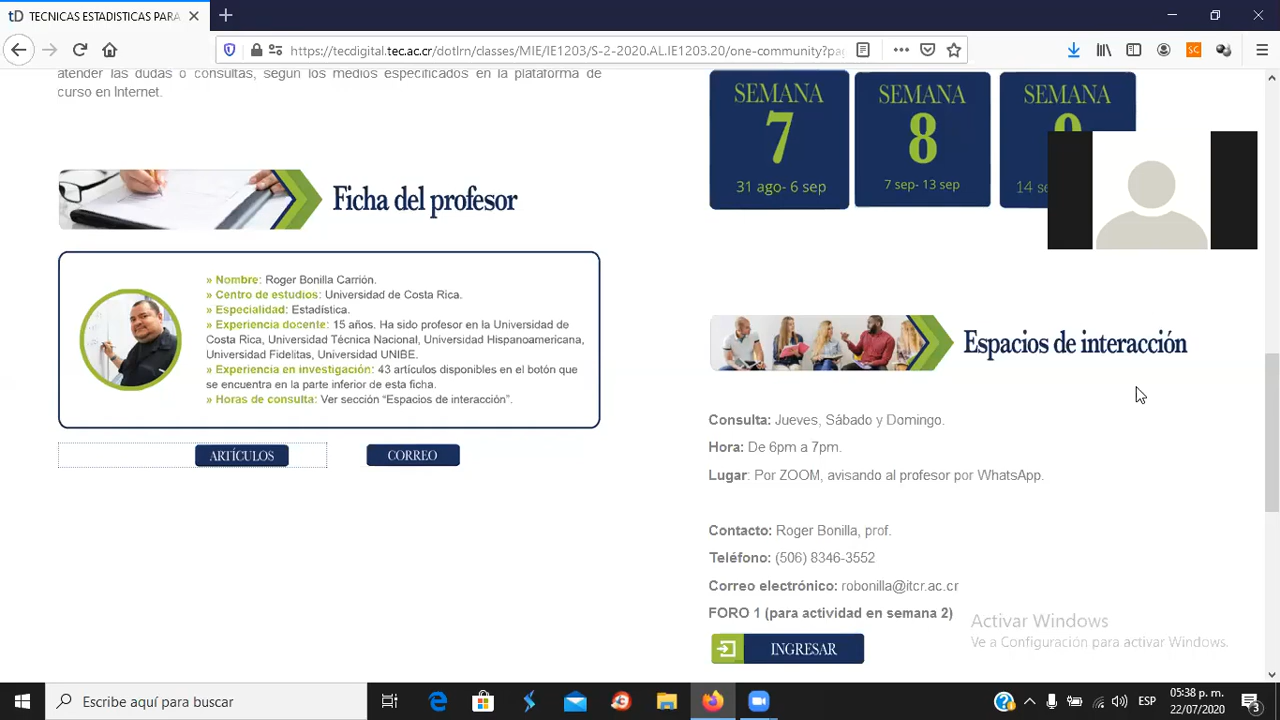 TECNICAS ESTADISTICAS PARA
https://tecdigital.tec.ac.cr/dotlrn/classes/MIE/IE1203/S-2-2020.AL.IE1203.20/one-community?pa
atender las dudas o consultas, según los medios especificados en la plataforma de
curso en Internet.
Ficha del profesor
» Nombre: Roger Bonilla Carrión.
» Centro de estudios: Universidad de Costa Rica.
» Especialidad: Estadística.
» Experiencia docente: 15 años. Ha sido profesor en la Universidad de
Costa Rica, Universidad Técnica Nacional, Universidad Hispanoamericana,
Universidad Fidelitas, Universidad UNIBE.
» Experiencia en investigación: 43 artículos disponibles en el botón que
se encuentra en la parte inferior de esta ficha.
» Horas de consulta: Ver sección “Espacios de interacción”.
ARTÍCULOS
CORREO
SEMANA
7
31 ago- 6 sep
SEMANA
8
7 sep- 13 sep
SEMANA
9
14 se
Espacios de interacción
Consulta: Jueves, Sábado y Domingo.
Hora: De 6pm a 7pm.
Lugar: Por ZOOM, avisando al profesor por WhatsApp.
Contacto: Roger Bonilla, prof.
Teléfono: (506) 8346-3552
Correo electrónico: robonilla@itcr.ac.cr
FORO 1 (para actividad en semana 2)
INGRESAR
Activar Windows
Ve a Configuración para activar Windows.
Escribe aquí para buscar
ESP
05:38 p. m.
22/07/2020
3